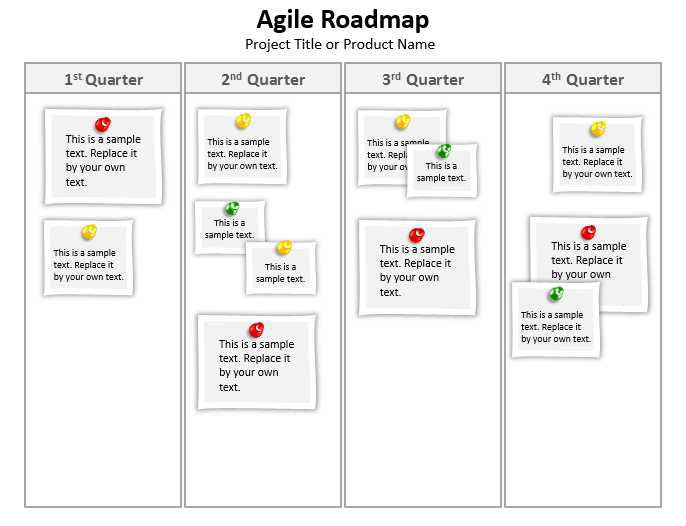 Agile Roadmap
Project Title or Product Name
1st Quarter
2nd Quarter
3rd Quarter
4th Quarter
This is a sample
text. Replace it
by your own
text.
This is a sample
text. Replace it
by your own text.
This is a sample
text. Replace it
by your own text.
This is a
sample text.
This is a
sample text.
This is a sample
text. Replace it
by your own
text.
This is a sample
text. Repla
by your ow
This is a
sample text.
This is a sample
text. Replace it
by your own
text.
This is a sample
text. Replace it
by your own text.
This is a sample
text. Replace it
by your own
This is a sample
text. Replace it
by your own text.